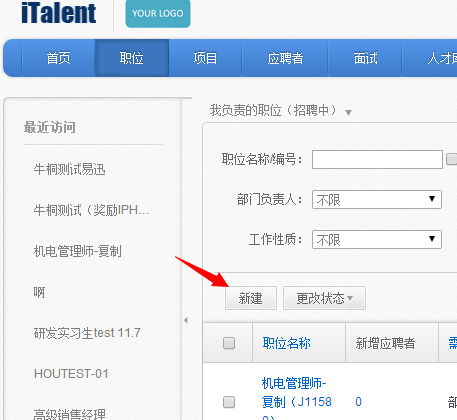 iTalent
YOUR LOGO
首页 职位 项目 应聘者 面试 人才
最近访问
牛桐测试易迅
牛桐测试（奖励IPH...
机电管理师-复制
啊
研发实习生test 11.7
HOUTEST-01
高级销售经理
我负责的职位（招聘中）
职位名称/编号：
部门负责人： 不限
工作性质： 不限
新建 更改状态
职位名称 新增应聘者
机电管理师-
复制（J1158 0 部